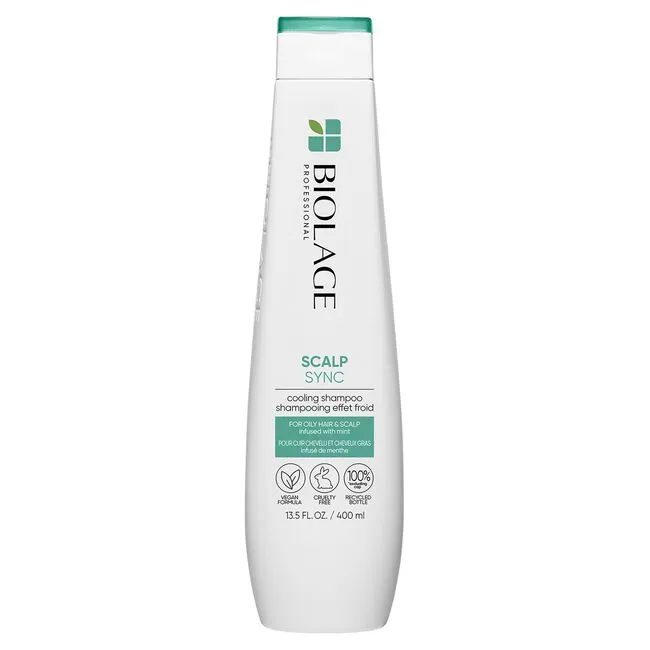 BIOLAGE
PROFESSIONAL
SCALP
SYNC
cooling shampoo
shampooing effet froid
FOR OILY HAIR & SCALP
infused with mint
POUR CUIR CHEVELU ET CHEVEUX GRAS
infusé de menthe
100%
*excluding
cap
VEGAN
FORMULA
CRUELTY
FREE
RECYCLED
BOTTLE
13.5 FL. OZ. / 400 ml